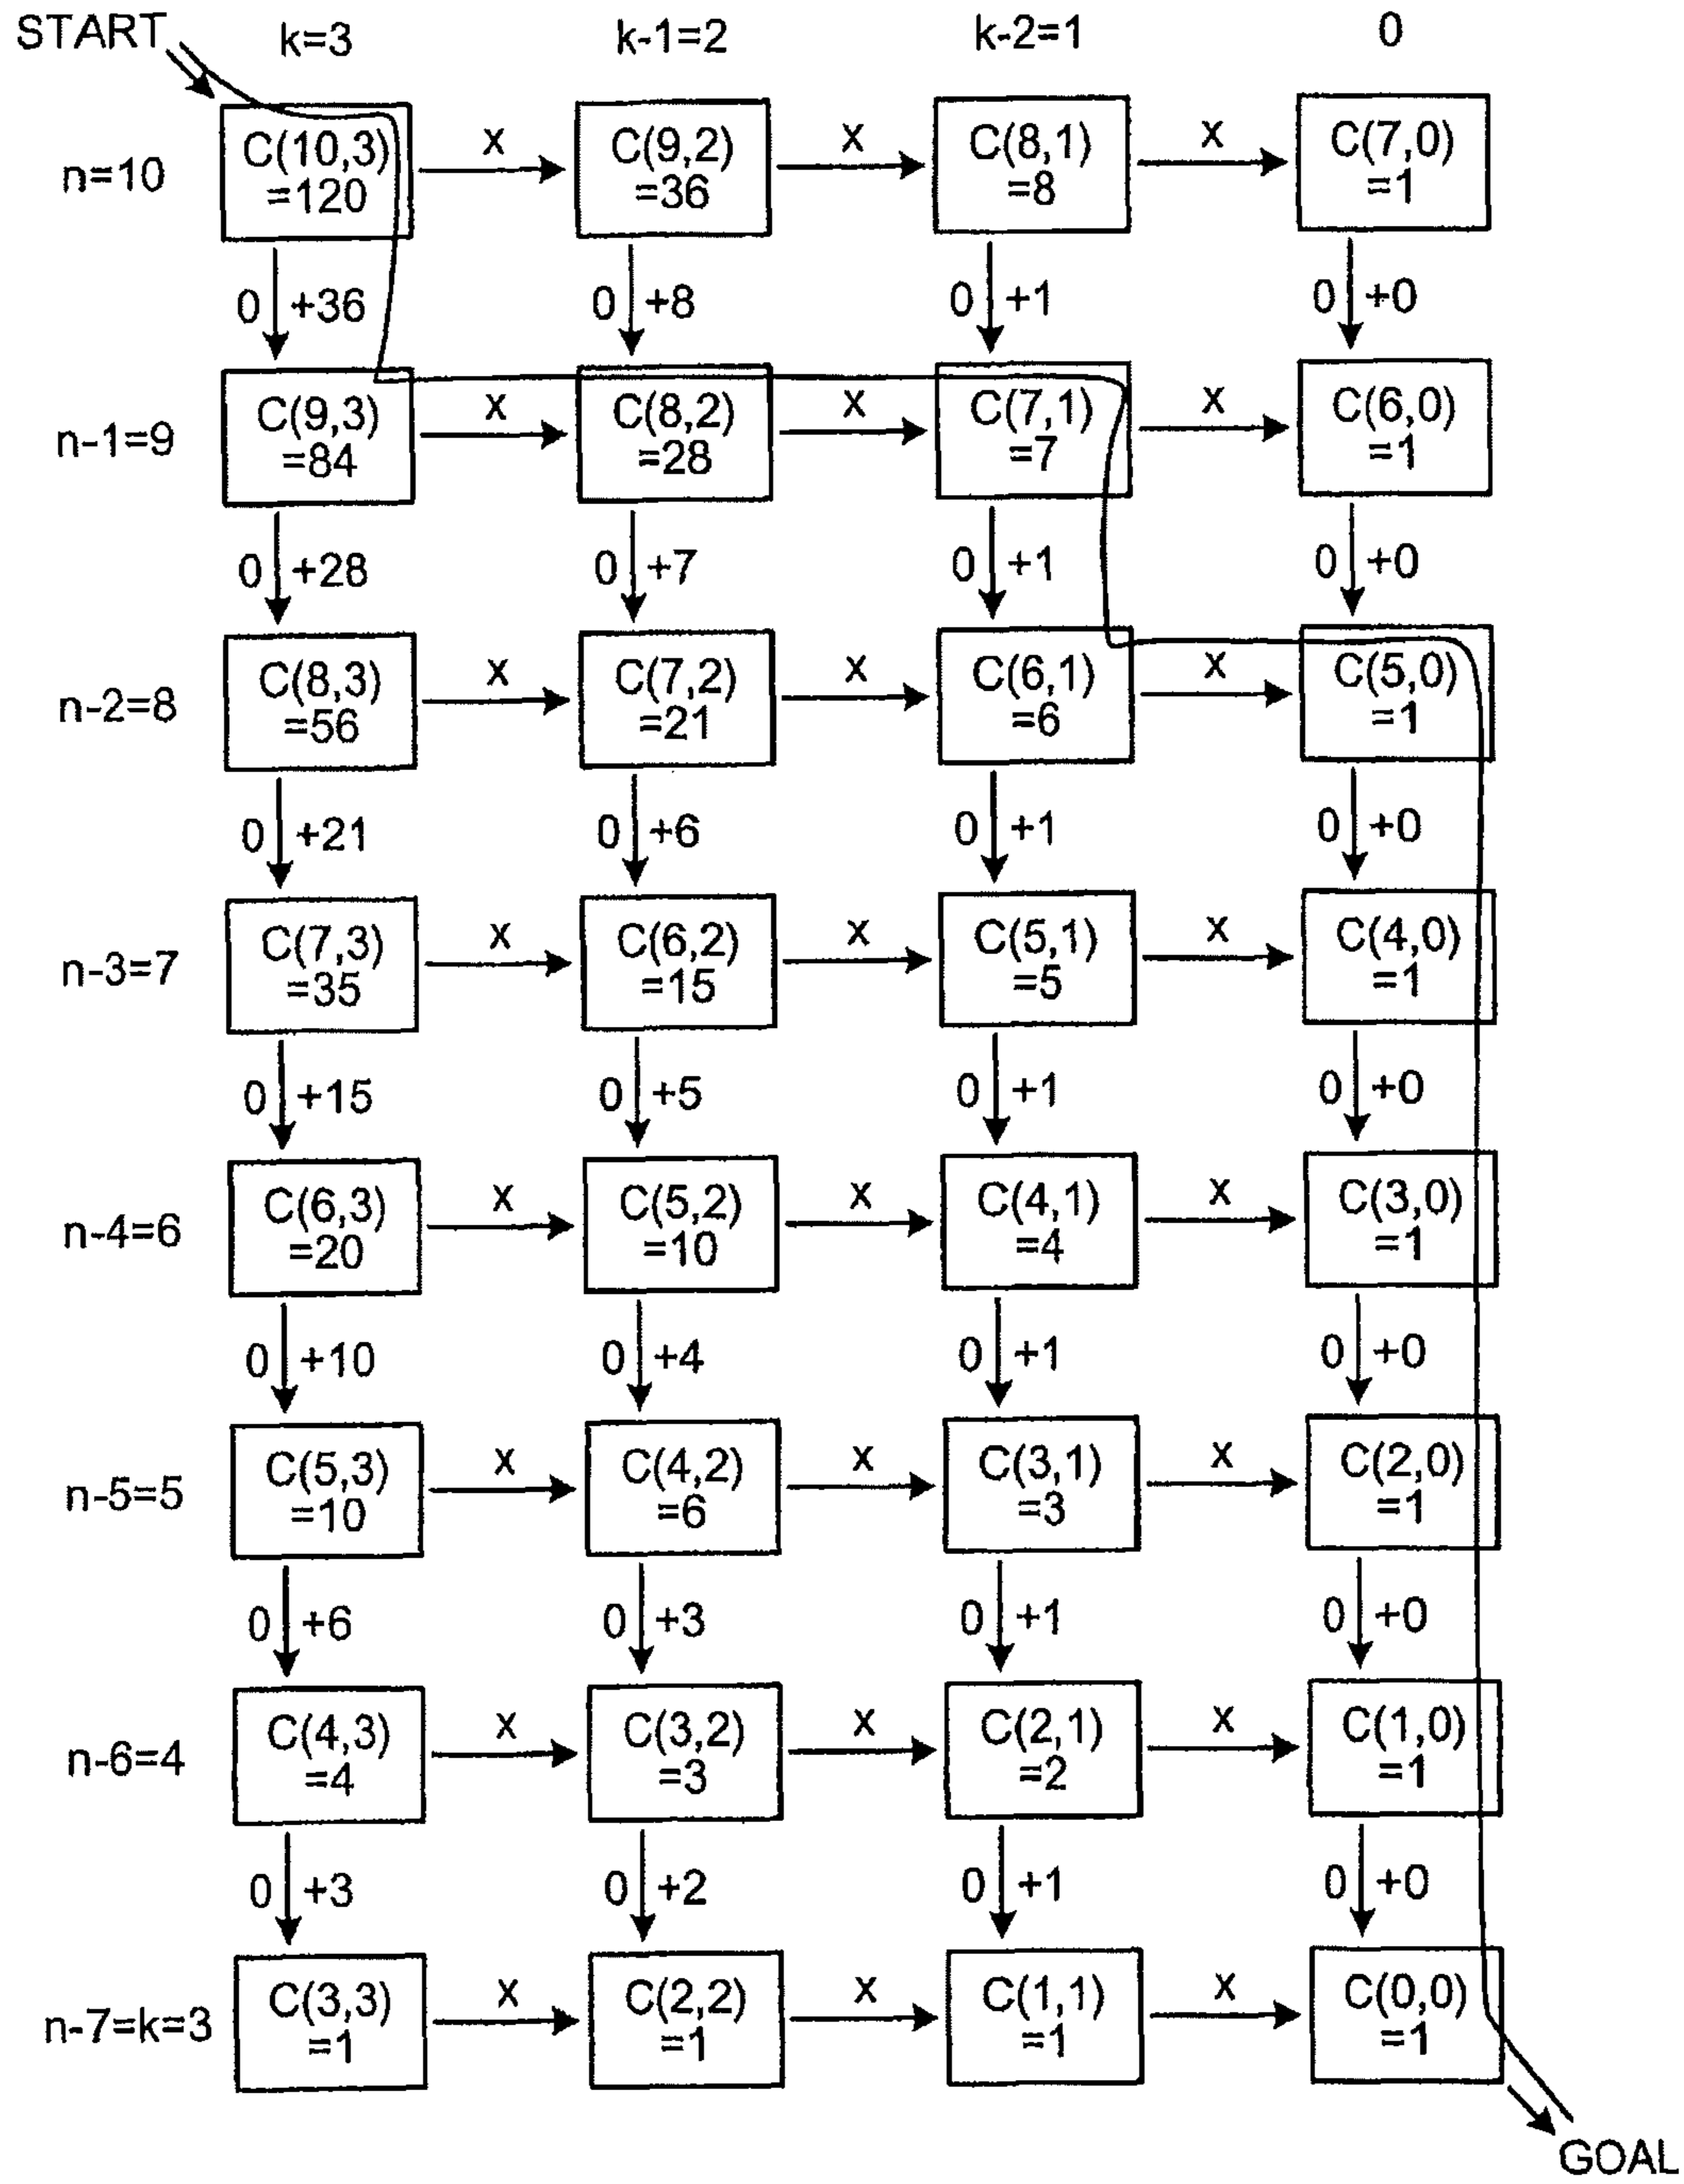 START k=3 k-1=2 k-2=1 0
n=10 C(10,3) =120 X C(9,2) =36 X C(8,1) =8 X C(7,0) =1
0 +36 0 +8 0 +1 0 +0
n-1=9 C(9,3) =84 X C(8,2) =28 X C(7,1) =7 X C(6,0) =1
0 +28 0 +7 0 +1 0 +0
n-2=8 C(8,3) =56 X C(7,2) =21 X C(6,1) =6 X C(5,0) =1
0 +21 0 +6 0 +1 0 +0
n-3=7 C(7,3) =35 X C(6,2) =15 X C(5,1) =5 X C(4,0) =1
0 +15 0 +5 0 +1 0 +0
n-4=6 C(6,3) =20 X C(5,2) =10 X C(4,1) =4 X C(3,0) =1
0 +10 0 +4 0 +1 0 +0
n-5=5 C(5,3) =10 X C(4,2) =6 X C(3,1) =3 X C(2,0) =1
0 +6 0 +3 0 +1 0 +0
n-6=4 C(4,3) =4 X C(3,2) =3 X C(2,1) =2 X C(1,0) =1
0 +3 0 +2 0 +1 0 +0
n-7=k=3 C(3,3) =1 X C(2,2) =1 X C(1,1) =1 X C(0,0) =1
GOAL